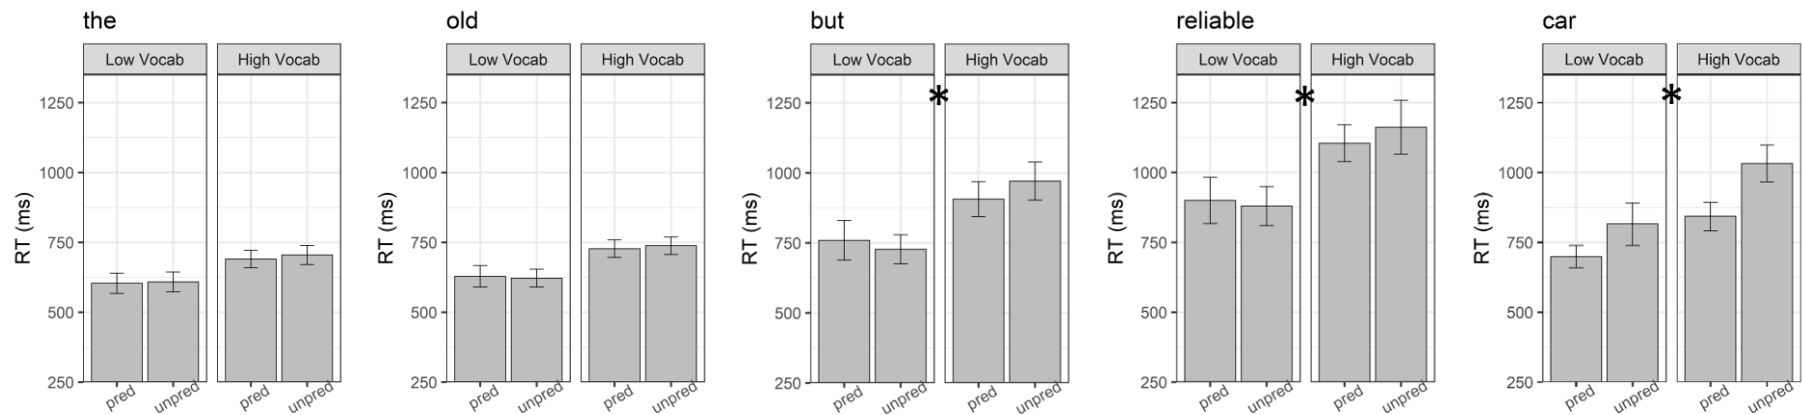 the
old
but
reliable
car
Low Vocab
High Vocab
Low Vocab
High Vocab
Low Vocab
High Vocab
Low Vocab
High Vocab
Low Vocab
High Vocab
*
*
*
RT (ms)
1250
1000
750
500
250
pred
unpred
pred
unpred
RT (ms)
1250
1000
750
500
250
pred
unpred
pred
unpred
RT (ms)
1250
1000
750
500
250
pred
unpred
pred
unpred
RT (ms)
1250
1000
750
500
250
pred
unpred
pred
unpred
RT (ms)
1250
1000
750
500
250
pred
unpred
pred
unpred